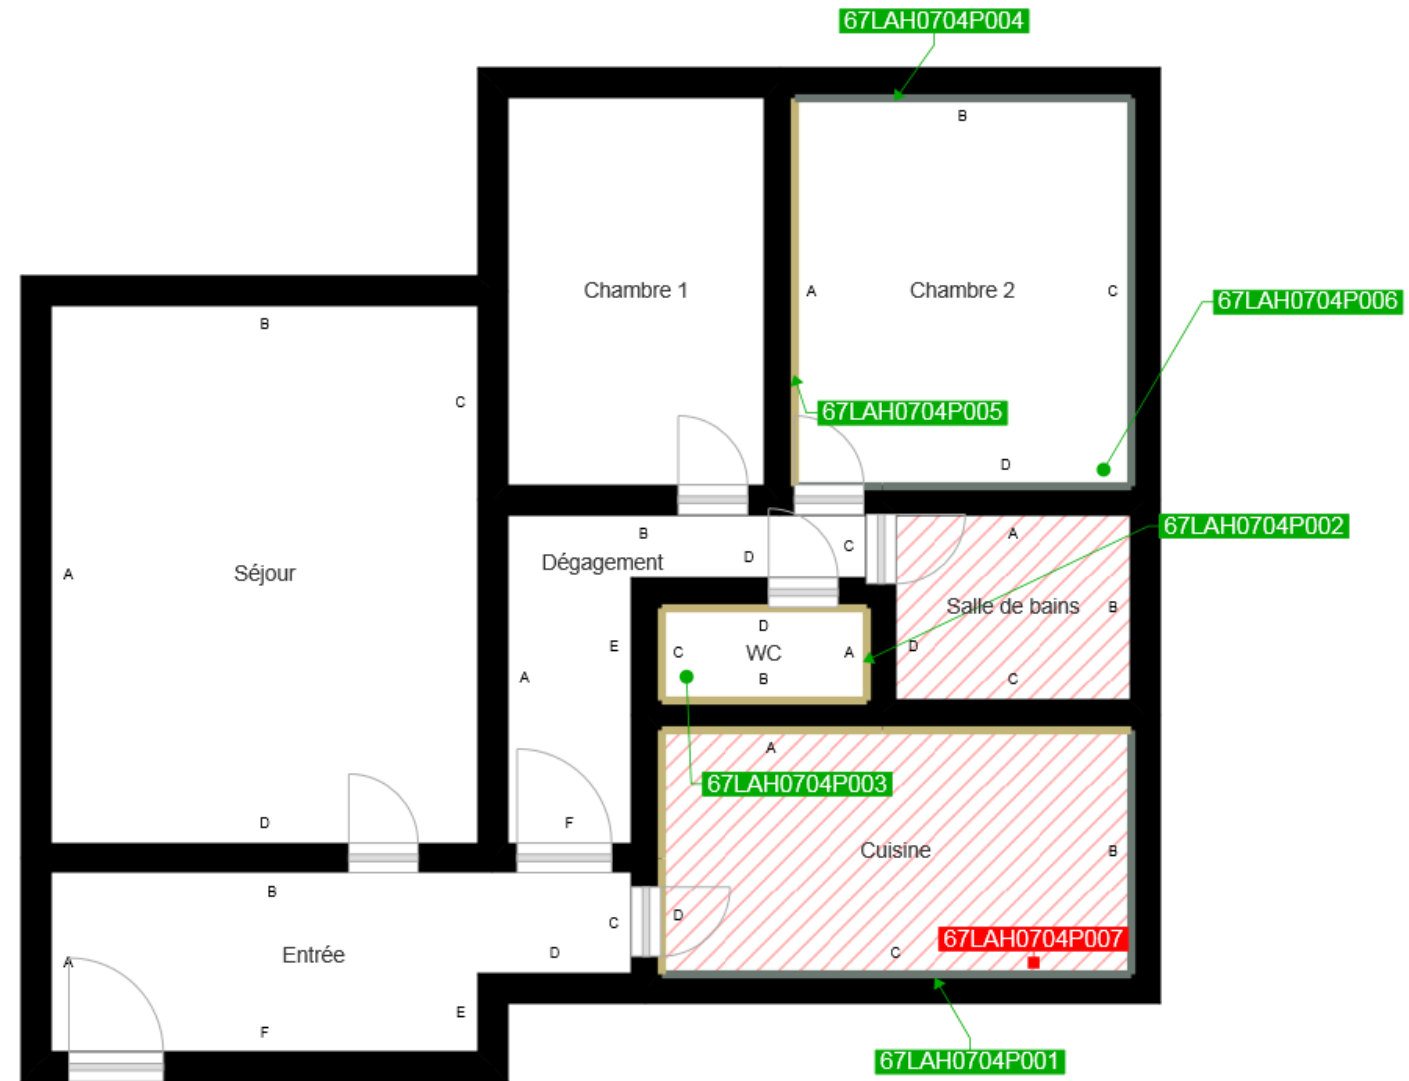 67LAH0704P004
B
Chambre 1
A
Chambre 2
C
67LAH0704P006
B
C
67LAH0704P005
D
67LAH0704P002
B
Dégagement
D
C
A
A
Séjour
Salle de bains
B
D
E
C
WC
A
D
A
B
C
A
67LAH0704P003
D
F
Cuisine
B
B
C
D
67LAH0704P007
A
Entrée
D
C
E
F
67LAH0704P001